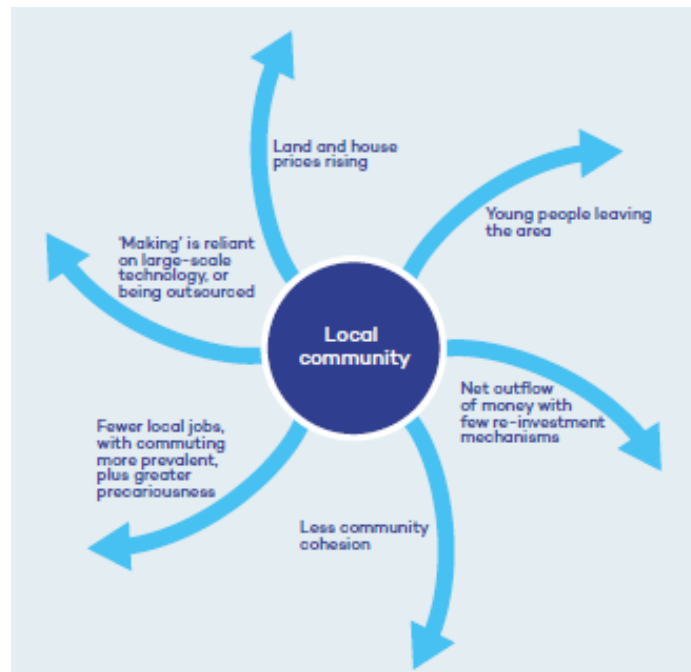 Land and house
prices rising
Young people leaving
the area
'Making' is reliant
on large-scale
technology, or
being outsourced
Local
community
Net outflow
of money with
few re-investment
mechanisms
Fewer local jobs,
with commuting
more prevalent,
plus greater
precariousness
Less community
cohesion